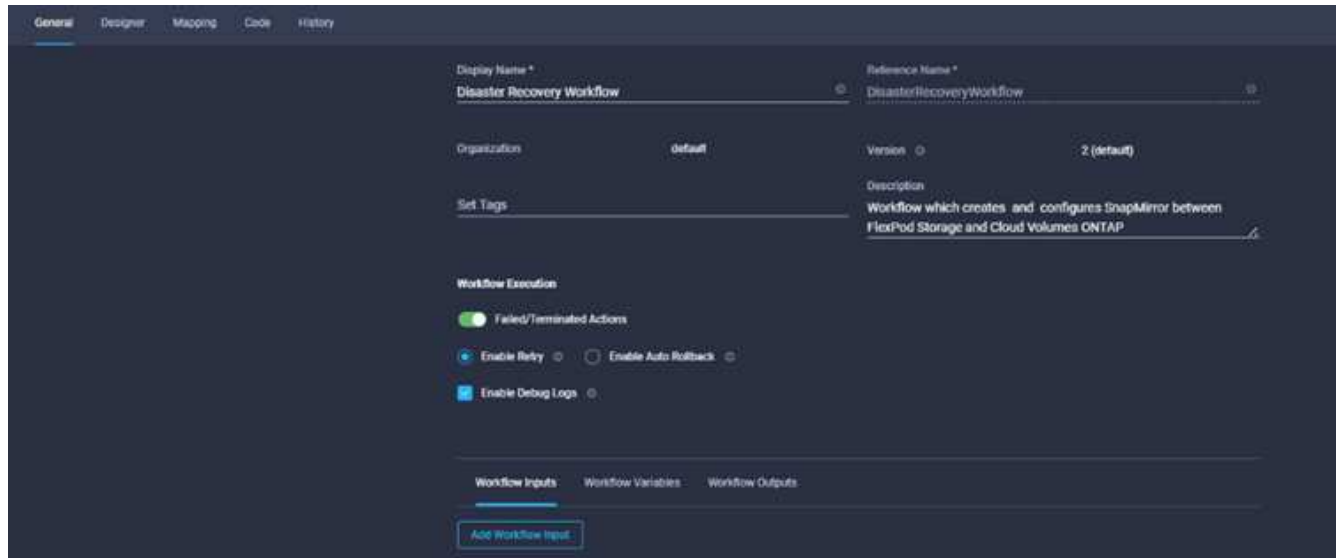 General Designer Mapping Code History
Display Name *
Disaster Recovery Workflow
Reference Name *
DisasterRecoveryWorkflow
Organization default
Version 2 (default)
Set Tags
Description
Workflow which creates and configures SnapMirror between
FlexPod Storage and Cloud Volumes ONTAP
Workflow Execution
Failed/Terminated Actions
Enable Retry Enable Auto Rollback
Enable Debug Logs
Workflow Inputs Workflow Variables Workflow Outputs
Add Workflow Input